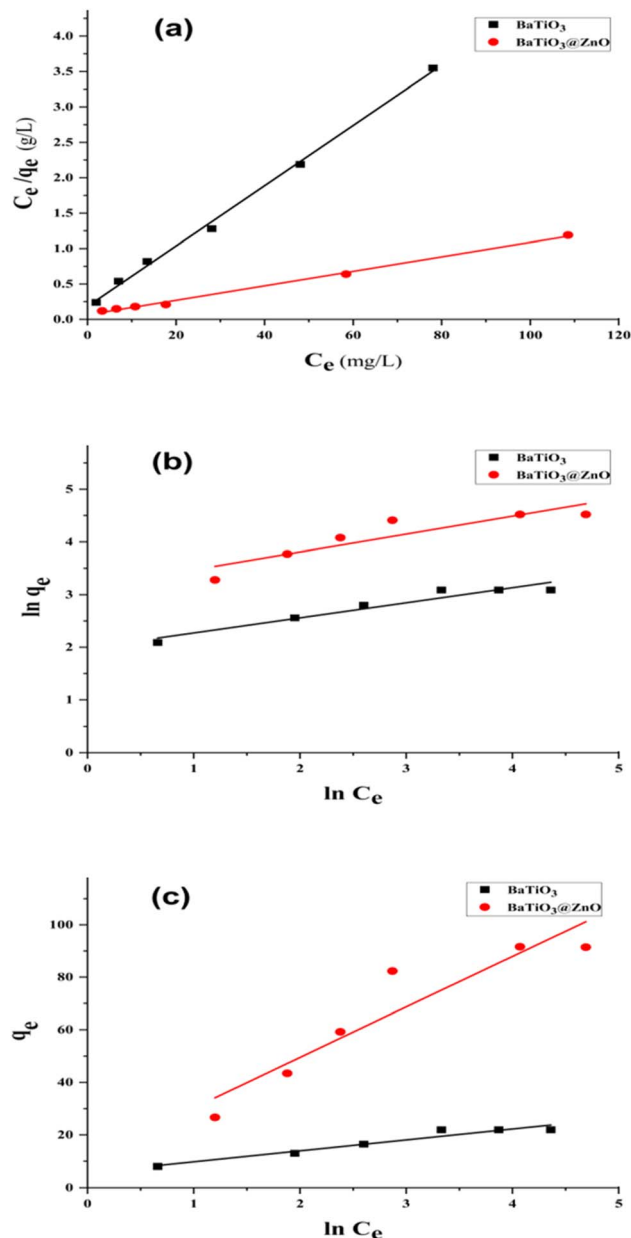 (a)
BaTiO₃
BaTiO₃@ZnO
Cₑ/qₑ (g/L)
4.0
3.5
3.0
2.5
2.0
1.5
1.0
0.5
0.0
0 20 40 60 80 100 120
Cₑ (mg/L)
(b)
BaTiO₃
BaTiO₃@ZnO
ln qₑ
5
4
3
2
1
0
0 1 2 3 4 5
ln Cₑ
(c)
BaTiO₃
BaTiO₃@ZnO
qₑ
100
80
60
40
20
0
0 1 2 3 4 5
ln Cₑ